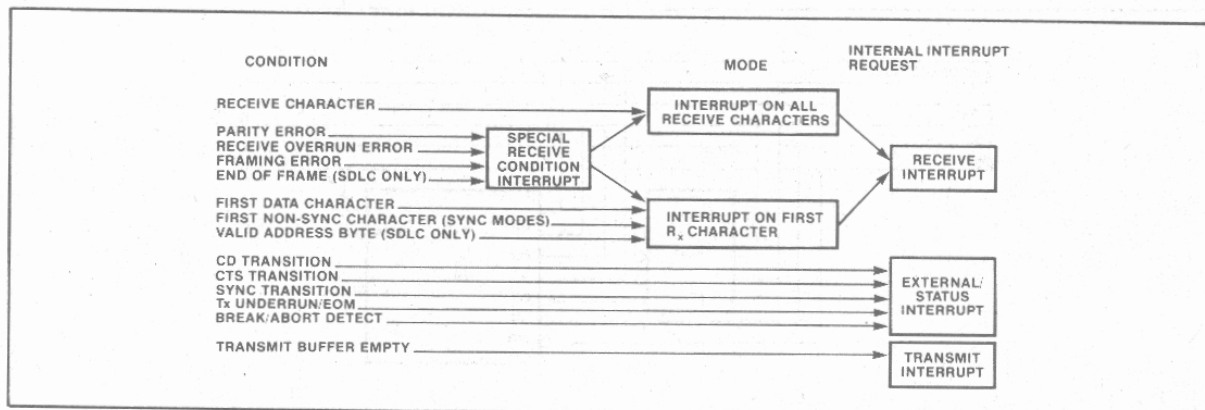 CONDITION
MODE
INTERNAL INTERRUPT
REQUEST
RECEIVE CHARACTER
INTERRUPT ON ALL
RECEIVE CHARACTERS
PARITY ERROR
RECEIVE OVERRUN ERROR
FRAMING ERROR
END OF FRAME (SDLC ONLY)
SPECIAL
RECEIVE
CONDITION
INTERRUPT
RECEIVE
INTERRUPT
FIRST DATA CHARACTER
FIRST NON-SYNC CHARACTER (SYNC MODES)
VALID ADDRESS BYTE (SDLC ONLY)
INTERRUPT ON FIRST
Rx CHARACTER
CD TRANSITION
CTS TRANSITION
SYNC TRANSITION
Tx UNDERRUN/EOM
BREAK/ABORT DETECT
EXTERNAL/
STATUS
INTERRUPT
TRANSMIT BUFFER EMPTY
TRANSMIT
INTERRUPT